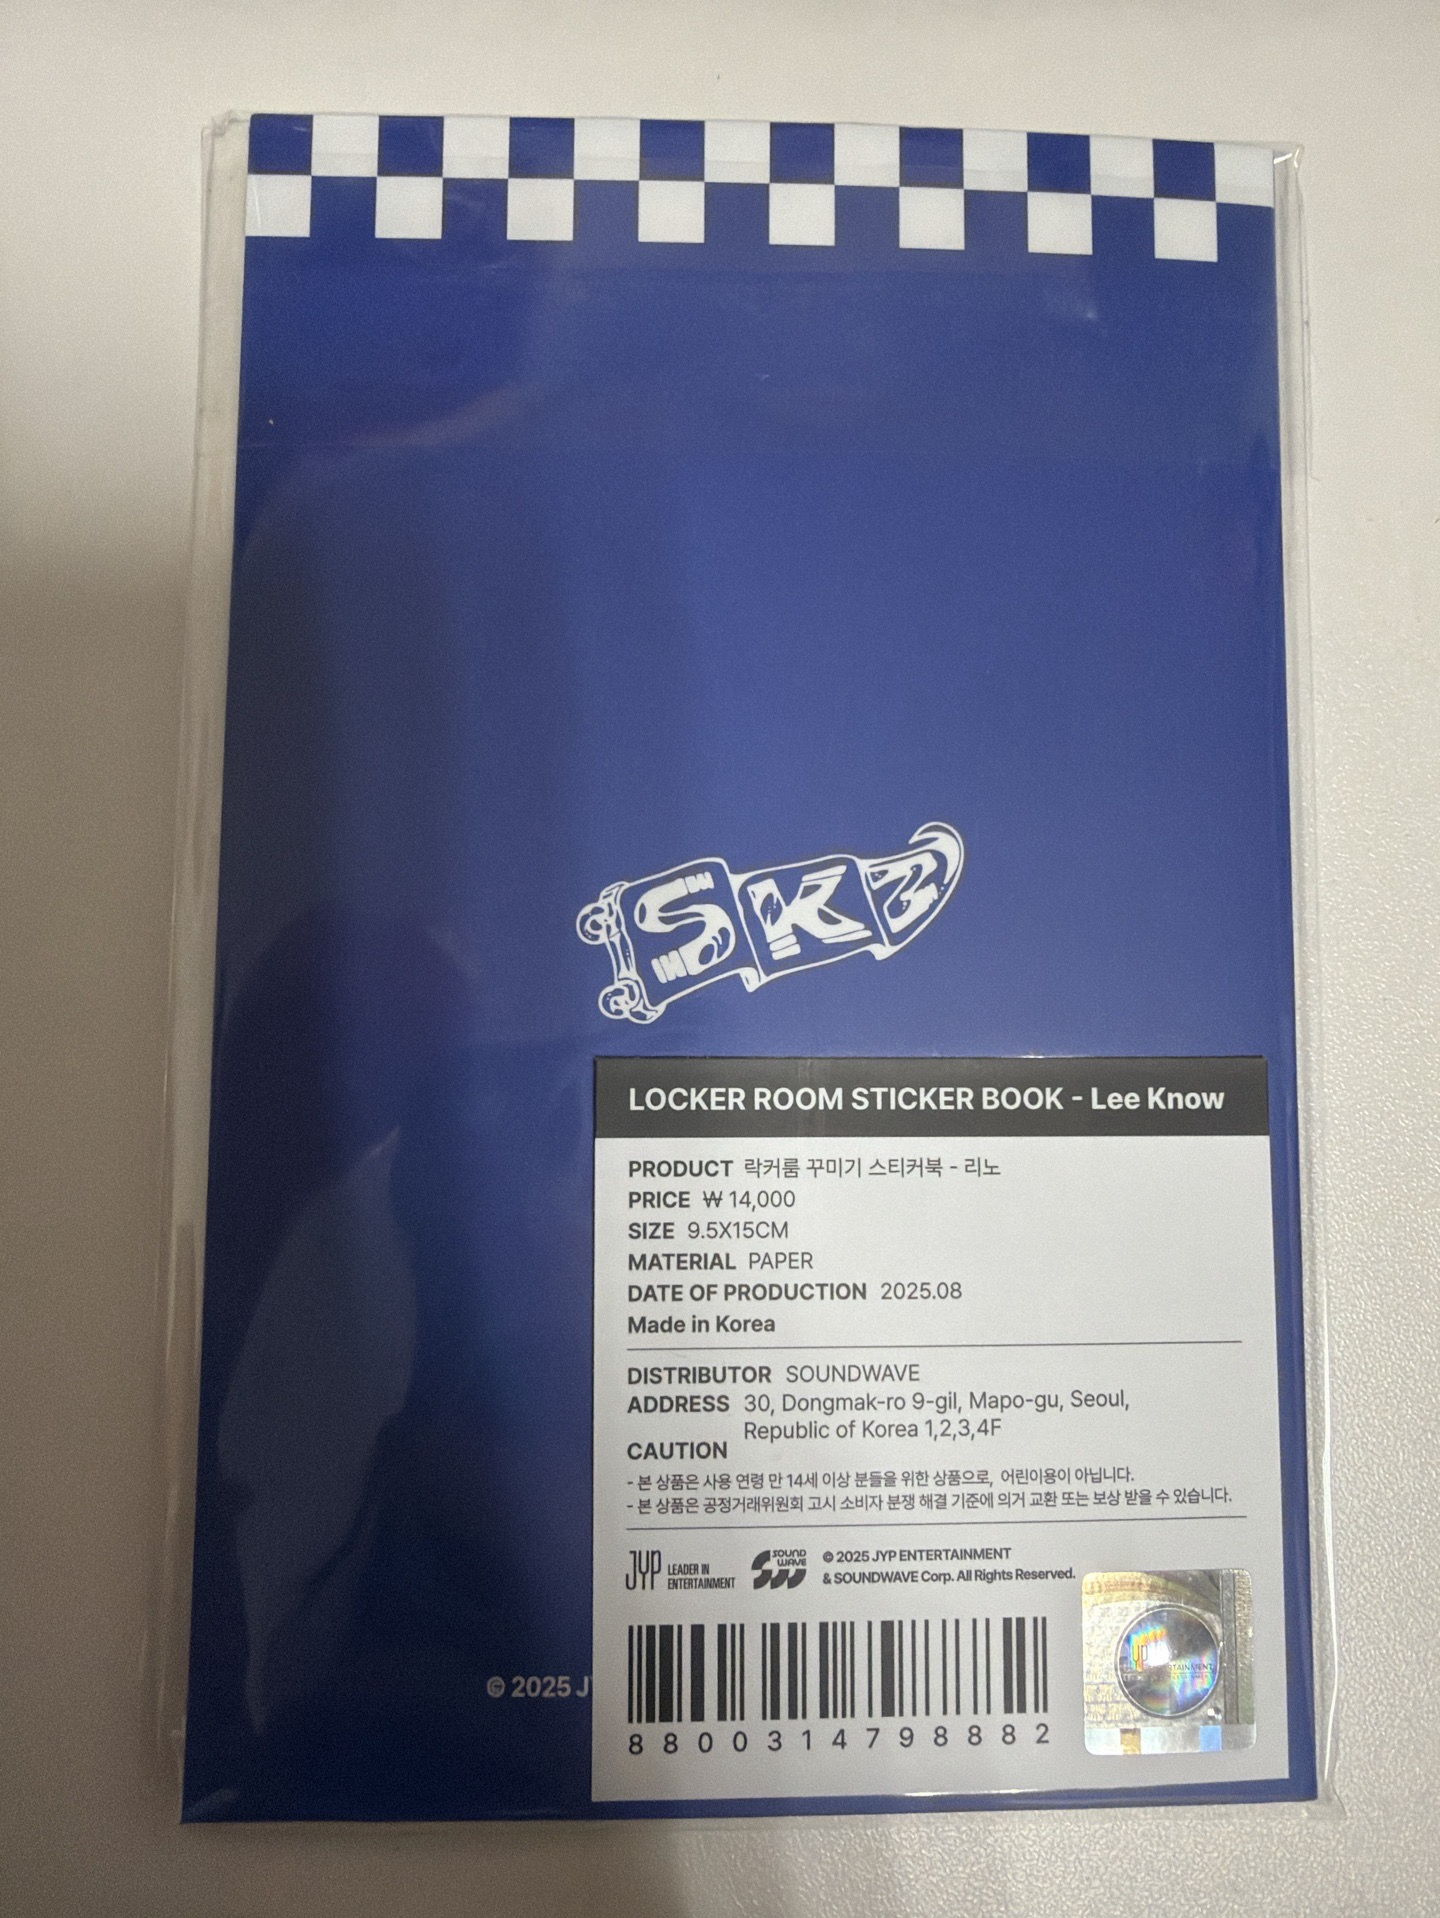 SKZ
LOCKER ROOM STICKER BOOK - Lee Know
PRODUCT 락커룸 꾸미기 스티커북 - 리노
PRICE ₩ 14,000
SIZE 9.5X15CM
MATERIAL PAPER
DATE OF PRODUCTION 2025.08
Made in Korea
DISTRIBUTOR SOUNDWAVE
ADDRESS 30, Dongmak-ro 9-gil, Mapo-gu, Seoul,
Republic of Korea 1,2,3,4F
CAUTION
- 본 상품은 사용 연령 만 14세 이상 분들을 위한 상품으로, 어린이용이 아닙니다.
- 본 상품은 공정거래위원회 고시 소비자 분쟁 해결 기준에 의거 교환 또는 보상 받을 수 있습니다.
JYP LEADER IN
ENTERTAINMENT
SOUND
WAVE
© 2025 JYP ENTERTAINMENT
& SOUNDWAVE Corp. All Rights Reserved.
© 2025 JY
8800314798882